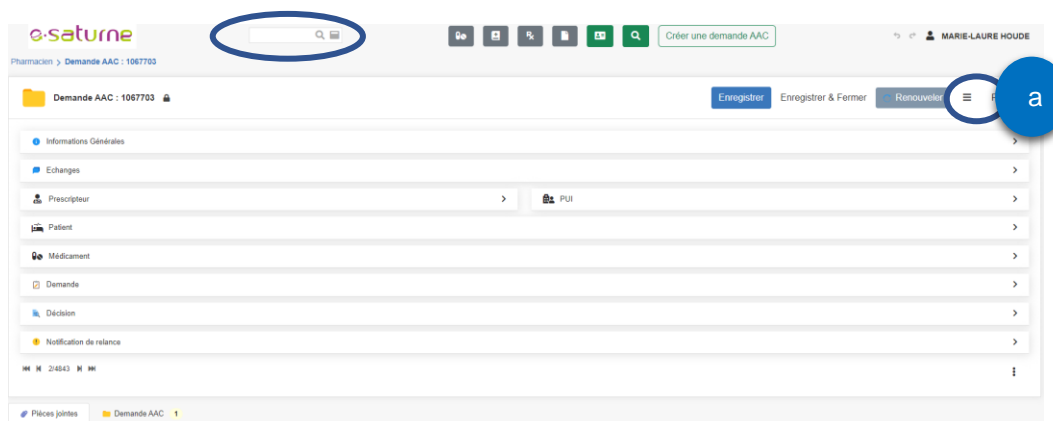 e-saturne
Créer une demande AAC
MARIE-LAURE HOUDE
Pharmacien > Demande AAC : 1067703
Demande AAC : 1067703
Enregistrer
Enregistrer & Fermer
Renouveler
a
Informations Générales
Echanges
Prescripteur
PUI
Patient
Médicament
Demande
Décision
Notification de relance
2/4843
Pièces jointes
Demande AAC 1